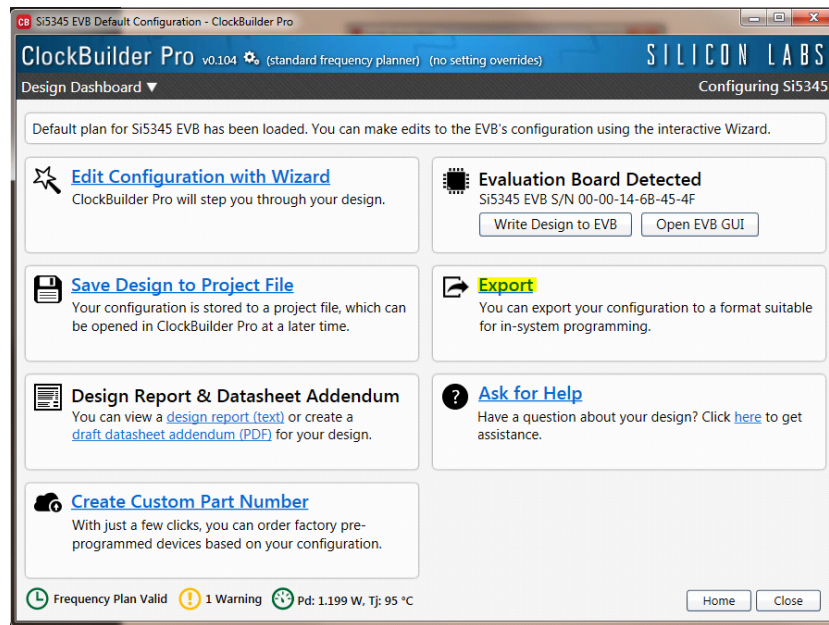 CB Si5345 EVB Default Configuration - ClockBuilder Pro
ClockBuilder Pro v0.104 (standard frequency planner) (no setting overrides) SILICON LABS
Design Dashboard ▼ Configuring Si5345
Default plan for Si5345 EVB has been loaded. You can make edits to the EVB's configuration using the interactive Wizard.
Edit Configuration with Wizard
ClockBuilder Pro will step you through your design.
Evaluation Board Detected
Si5345 EVB S/N 00-00-14-6B-45-4F
Write Design to EVB Open EVB GUI
Save Design to Project File
Your configuration is stored to a project file, which can
be opened in ClockBuilder Pro at a later time.
Export
You can export your configuration to a format suitable
for in-system programming.
Design Report & Datasheet Addendum
You can view a design report (text) or create a
draft datasheet addendum (PDF) for your design.
? Ask for Help
Have a question about your design? Click here to get
assistance.
Create Custom Part Number
With just a few clicks, you can order factory pre-
programmed devices based on your configuration.
Frequency Plan Valid ! 1 Warning Pd: 1.199 W, Tj: 95 °C
Home Close